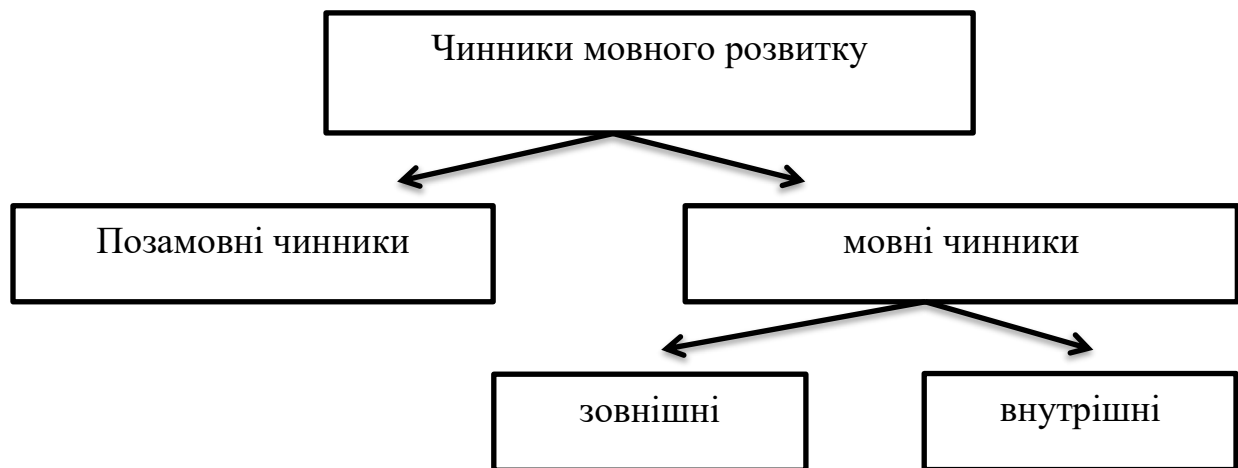 Чинники мовного розвитку
Позамовні чинники
мовні чинники
зовнішні
внутрішні